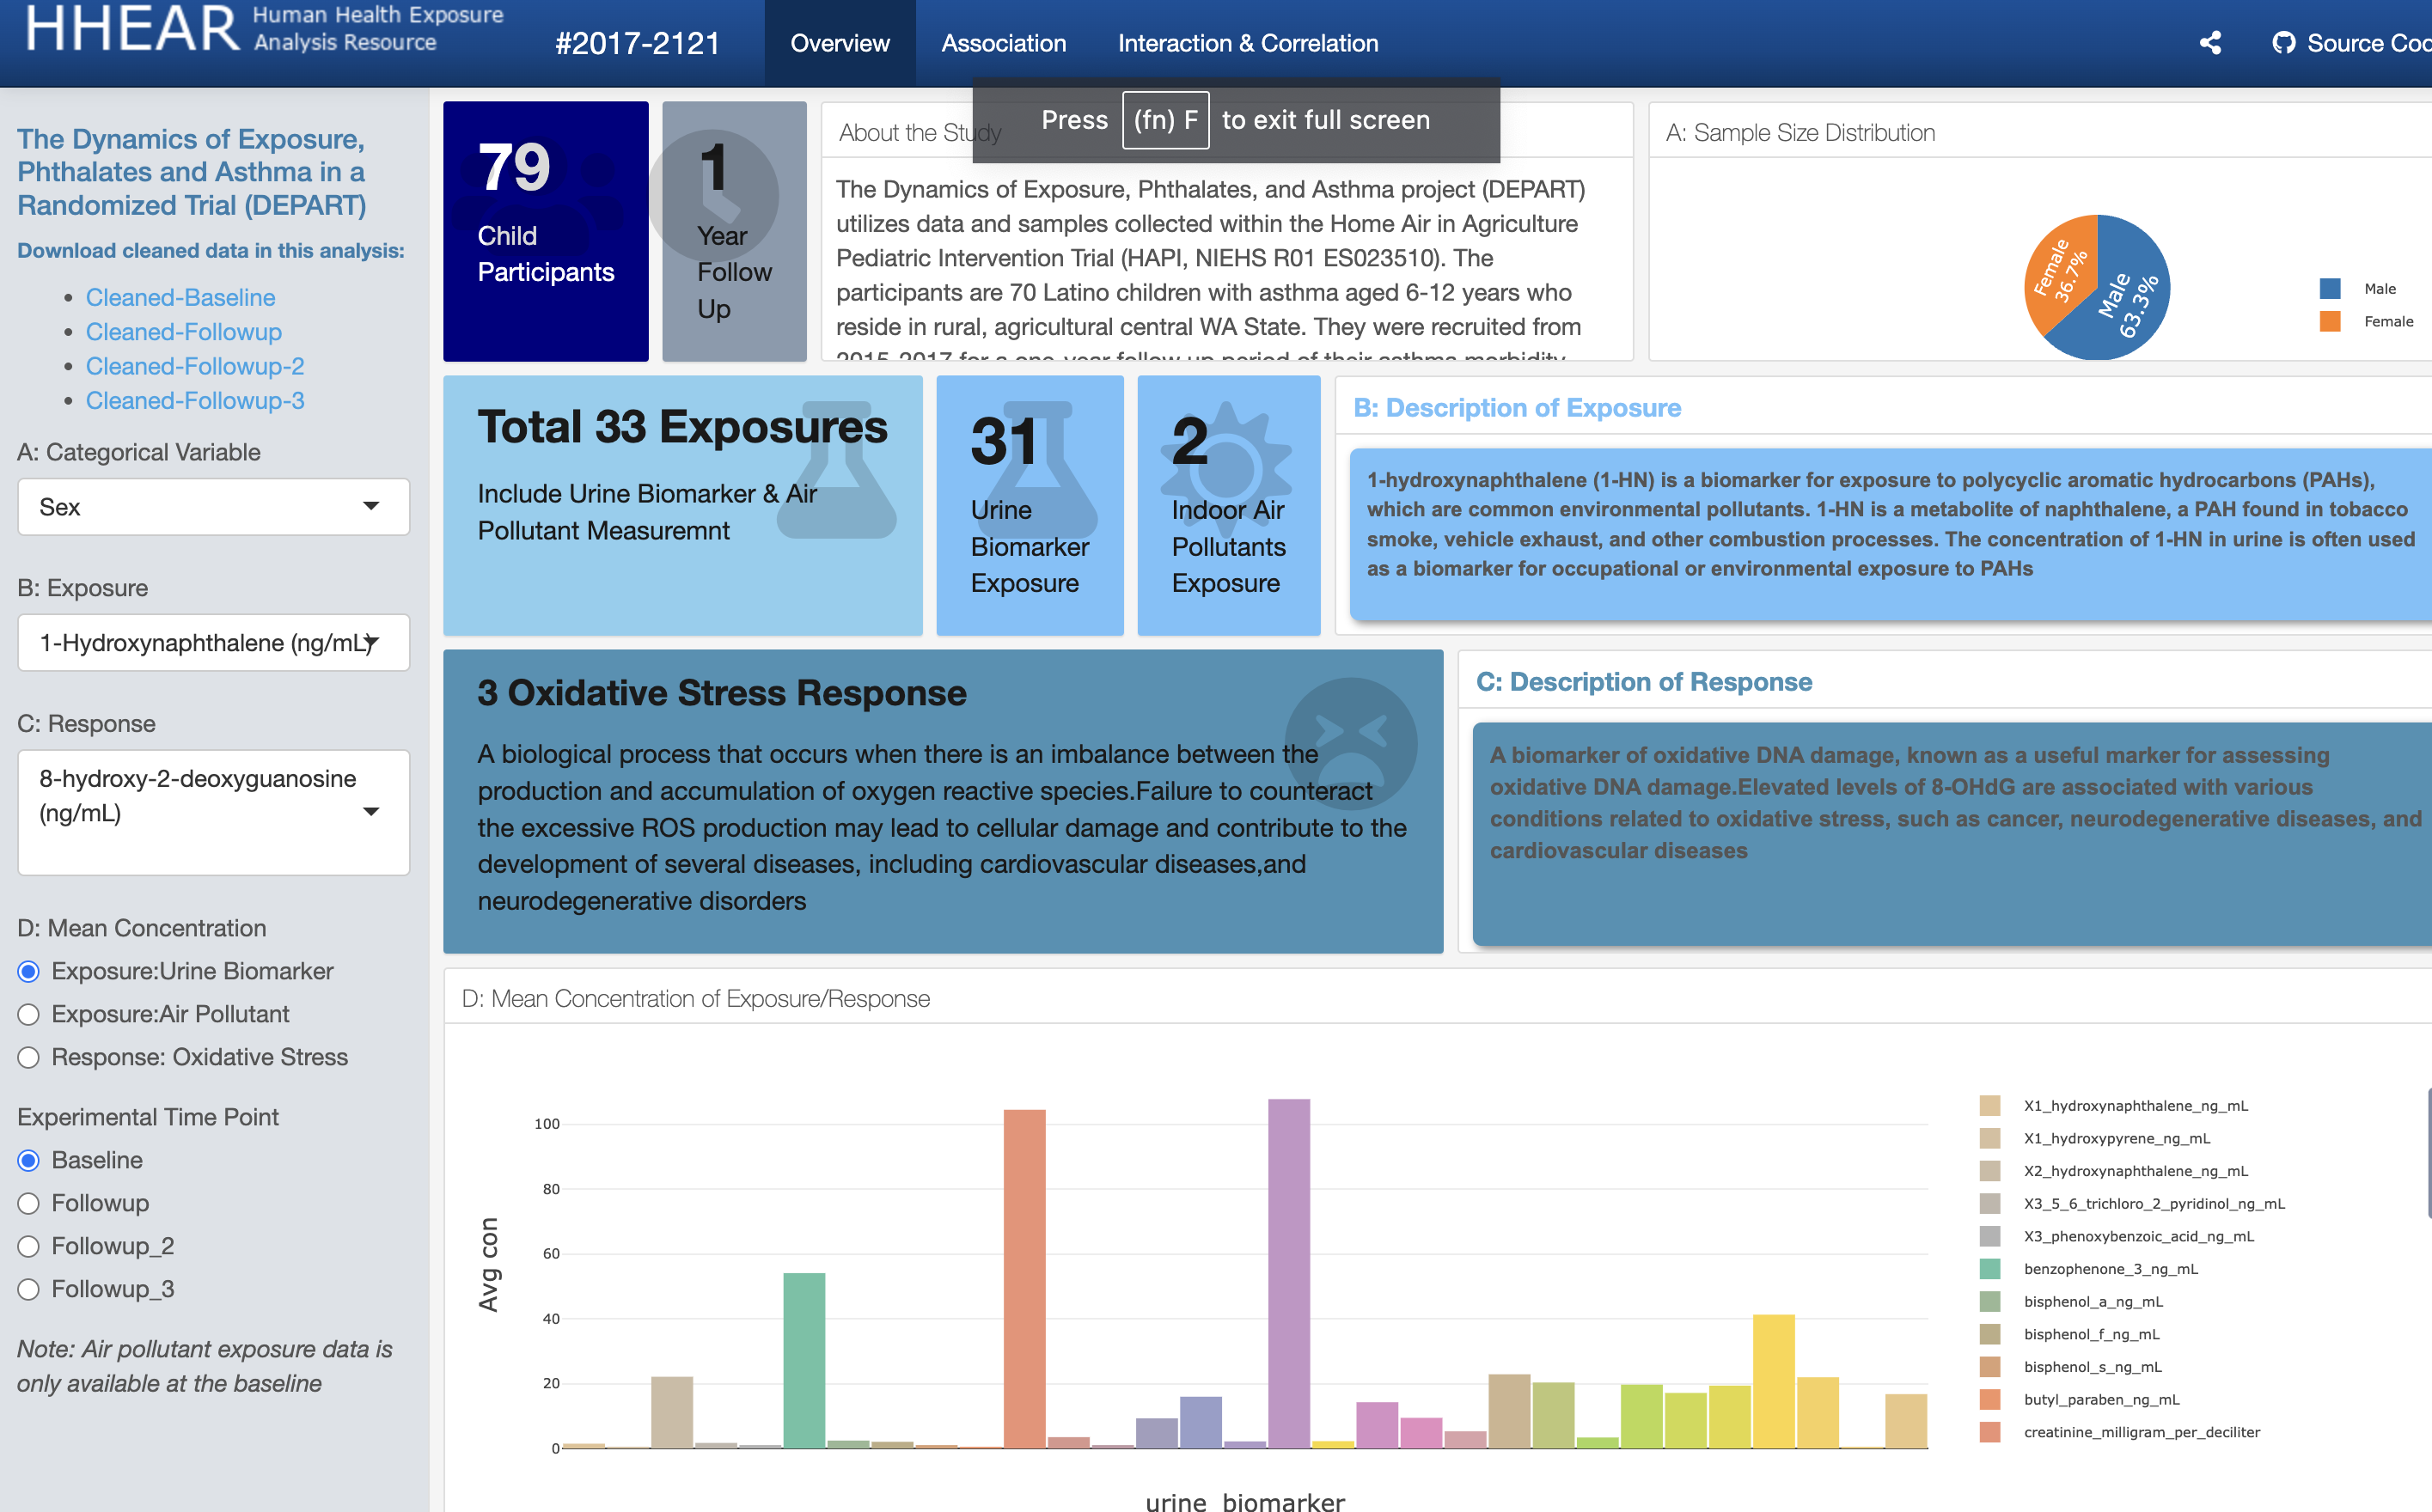 HHEAR Human Health Exposure
Analysis Resource
#2017-2121
Overview
Association
Interaction & Correlation
Source Cod
Press (fn) F to exit full screen
The Dynamics of Exposure,
Phthalates and Asthma in a
Randomized Trial (DEPART)
Download cleaned data in this analysis:
Cleaned-Baseline
Cleaned-Followup
Cleaned-Followup-2
Cleaned-Followup-3
A: Categorical Variable
Sex
B: Exposure
1-Hydroxynaphthalene (ng/mL)
C: Response
8-hydroxy-2-deoxyguanosine
(ng/mL)
D: Mean Concentration
Exposure:Urine Biomarker
Exposure:Air Pollutant
Response: Oxidative Stress
Experimental Time Point
Baseline
Followup
Followup_2
Followup_3
Note: Air pollutant exposure data is
only available at the baseline
79
Child
Participants
1
Year
Follow
Up
About the Study
The Dynamics of Exposure, Phthalates, and Asthma project (DEPART)
utilizes data and samples collected within the Home Air in Agriculture
Pediatric Intervention Trial (HAPI, NIEHS R01 ES023510). The
participants are 70 Latino children with asthma aged 6-12 years who
reside in rural, agricultural central WA State. They were recruited from
2015-2017 for a one-year follow up period of their asthma morbidity
A: Sample Size Distribution
Female
36.7%
Male
63.3%
Male
Female
Total 33 Exposures
Include Urine Biomarker & Air
Pollutant Measuremnt
31
Urine
Biomarker
Exposure
2
Indoor Air
Pollutants
Exposure
B: Description of Exposure
1-hydroxynaphthalene (1-HN) is a biomarker for exposure to polycyclic aromatic hydrocarbons (PAHs),
which are common environmental pollutants. 1-HN is a metabolite of naphthalene, a PAH found in tobacco
smoke, vehicle exhaust, and other combustion processes. The concentration of 1-HN in urine is often used
as a biomarker for occupational or environmental exposure to PAHs
3 Oxidative Stress Response
A biological process that occurs when there is an imbalance between the
production and accumulation of oxygen reactive species.Failure to counteract
the excessive ROS production may lead to cellular damage and contribute to the
development of several diseases, including cardiovascular diseases,and
neurodegenerative disorders
C: Description of Response
A biomarker of oxidative DNA damage, known as a useful marker for assessing
oxidative DNA damage.Elevated levels of 8-OHdG are associated with various
conditions related to oxidative stress, such as cancer, neurodegenerative diseases, and
cardiovascular diseases
D: Mean Concentration of Exposure/Response
100
80
60
40
20
0
Avg con
urine_biomarker
X1_hydroxynaphthalene_ng_mL
X1_hydroxypyrene_ng_mL
X2_hydroxynaphthalene_ng_mL
X3_5_6_trichloro_2_pyridinol_ng_mL
X3_phenoxybenzoic_acid_ng_mL
benzophenone_3_ng_mL
bisphenol_a_ng_mL
bisphenol_f_ng_mL
bisphenol_s_ng_mL
butyl_paraben_ng_mL
creatinine_milligram_per_deciliter